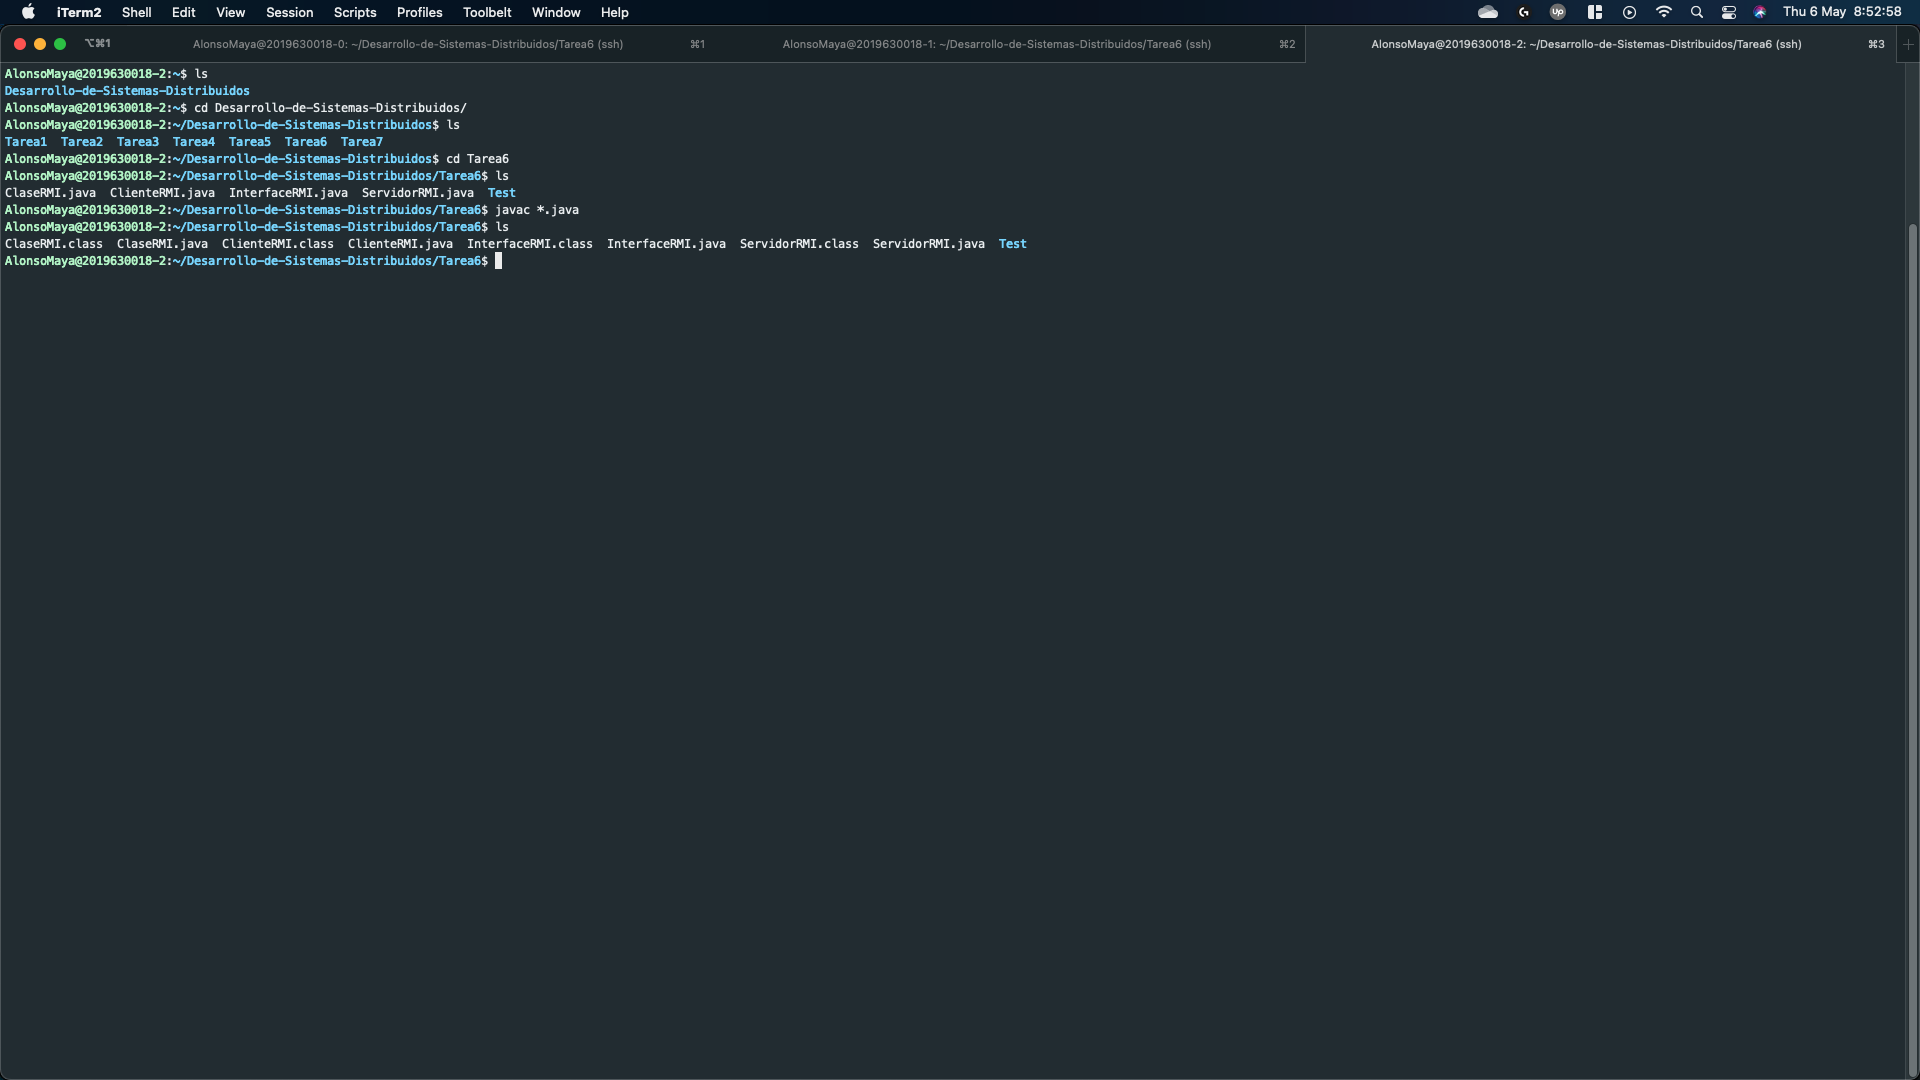 iTerm2 Shell Edit View Session Scripts Profiles Toolbelt Window Help up Thu 6 May 8:52:58
⌥⌘1 AlonsoMaya@2019630018-0: ~/Desarrollo-de-Sistemas-Distribuidos/Tarea6 (ssh) ⌘1 AlonsoMaya@2019630018-1: ~/Desarrollo-de-Sistemas-Distribuidos/Tarea6 (ssh) ⌘2 AlonsoMaya@2019630018-2: ~/Desarrollo-de-Sistemas-Distribuidos/Tarea6 (ssh) ⌘3 +
AlonsoMaya@2019630018-2:~$ ls
Desarrollo-de-Sistemas-Distribuidos
AlonsoMaya@2019630018-2:~$ cd Desarrollo-de-Sistemas-Distribuidos/
AlonsoMaya@2019630018-2:~/Desarrollo-de-Sistemas-Distribuidos$ ls
Tarea1 Tarea2 Tarea3 Tarea4 Tarea5 Tarea6 Tarea7
AlonsoMaya@2019630018-2:~/Desarrollo-de-Sistemas-Distribuidos$ cd Tarea6
AlonsoMaya@2019630018-2:~/Desarrollo-de-Sistemas-Distribuidos/Tarea6$ ls
ClaseRMI.java ClienteRMI.java InterfaceRMI.java ServidorRMI.java Test
AlonsoMaya@2019630018-2:~/Desarrollo-de-Sistemas-Distribuidos/Tarea6$ javac *.java
AlonsoMaya@2019630018-2:~/Desarrollo-de-Sistemas-Distribuidos/Tarea6$ ls
ClaseRMI.class ClaseRMI.java ClienteRMI.class ClienteRMI.java InterfaceRMI.class InterfaceRMI.java ServidorRMI.class ServidorRMI.java Test
AlonsoMaya@2019630018-2:~/Desarrollo-de-Sistemas-Distribuidos/Tarea6$